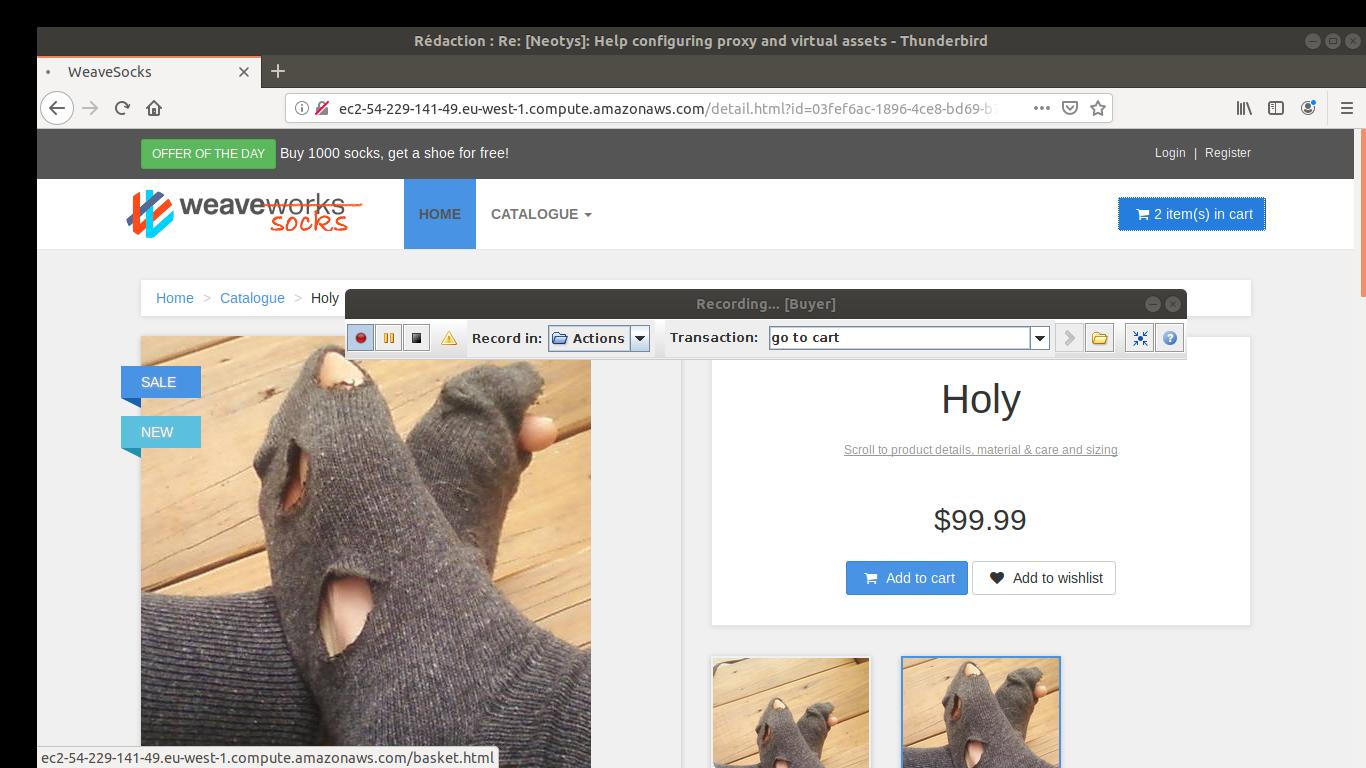 Rédaction : Re: [Neotys]: Help configuring proxy and virtual assets - Thunderbird
WeaveSocks
ec2-54-229-141-49.eu-west-1.compute.amazonaws.com/detail.html?id=03fef6ac-1896-4ce8-bd69-b
OFFER OF THE DAY Buy 1000 socks, get a shoe for free!
Login | Register
weaveworks
socks
HOME
CATALOGUE
2 item(s) in cart
Home > Catalogue > Holy
Recording... [Buyer]
Record in: Actions Transaction: go to cart
SALE
NEW
Holy
Scroll to product details, material & care and sizing
$99.99
Add to cart
Add to wishlist
ec2-54-229-141-49.eu-west-1.compute.amazonaws.com/basket.html